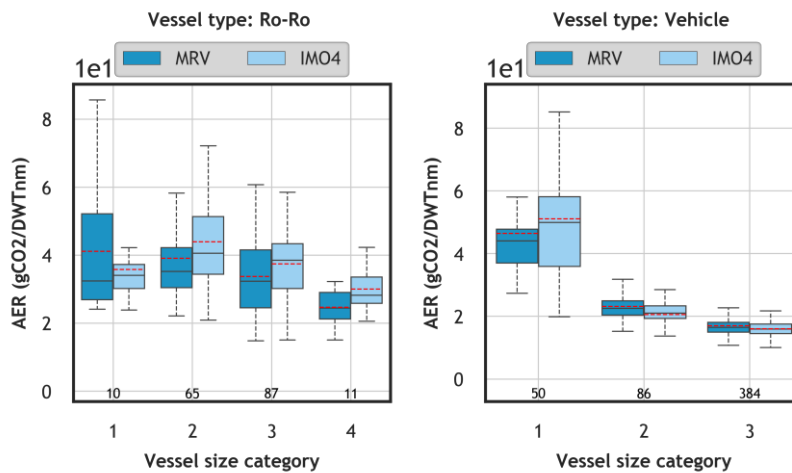 Vessel type: Ro-Ro
MRV IMO4
1e1
8
6
4
2
0
AER (gCO2/DWTnm)
10 65 87 11
1 2 3 4
Vessel size category
Vessel type: Vehicle
MRV IMO4
1e1
8
6
4
2
0
AER (gCO2/DWTnm)
50 86 384
1 2 3
Vessel size category